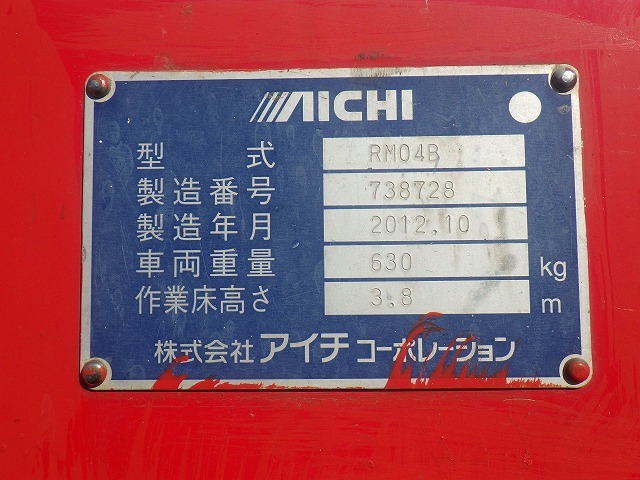 AICHI
型式 RM04B
製造番号 738728
製造年月 2012.10
車両重量 630 kg
作業床高さ 3.8 m
株式会社アイチコーポレーション